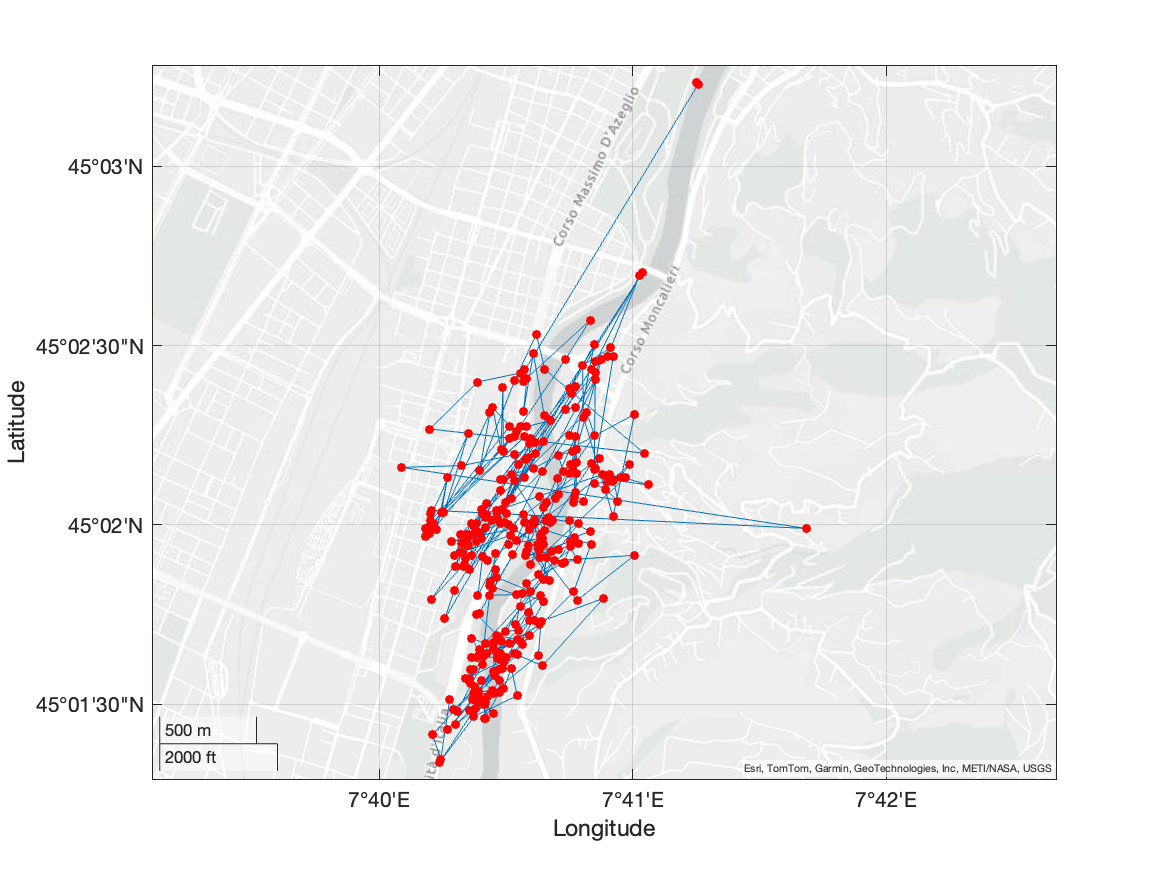 Corso Massimo D'Azeglio
45°03'N
Corso Moncalieri
45°02'30"N
Latitude
45°02'N
45°01'30"N
500 m
2000 ft
Esri, TomTom, Garmin, GeoTechnologies, Inc, METI/NASA, USGS
7°40'E
7°41'E
7°42'E
Longitude